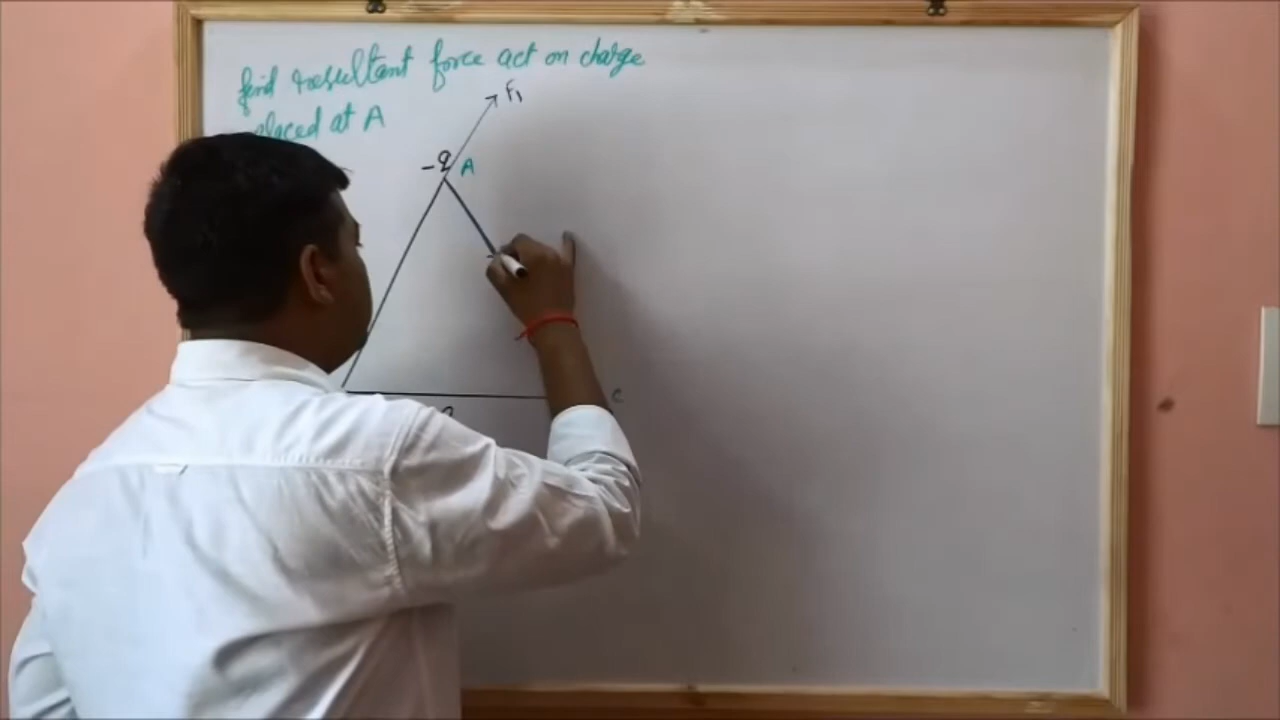 find resultant force act on charge
placed at A
F₁
-q A
C